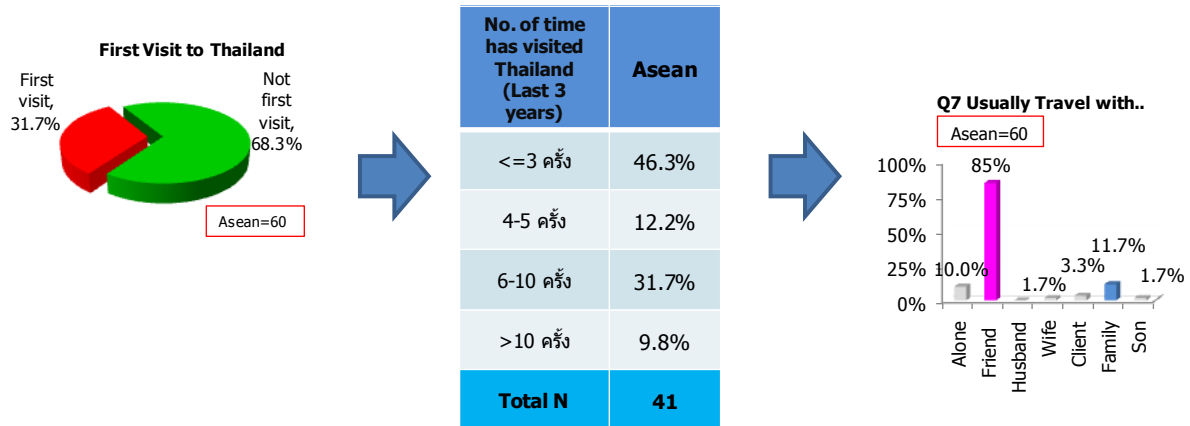 First Visit to Thailand
First
visit,
31.7%
Not
first
visit,
68.3%
Asean=60
No. of time
has visited
Thailand
(Last 3
years)
Asean
<=3 ครั้ง
46.3%
4-5 ครั้ง
12.2%
6-10 ครั้ง
31.7%
>10 ครั้ง
9.8%
Total N
41
Q7 Usually Travel with..
Asean=60
100%
75%
50%
25%
0%
10.0%
85%
1.7%
3.3%
11.7%
1.7%
Alone
Friend
Husband
Wife
Client
Family
Son